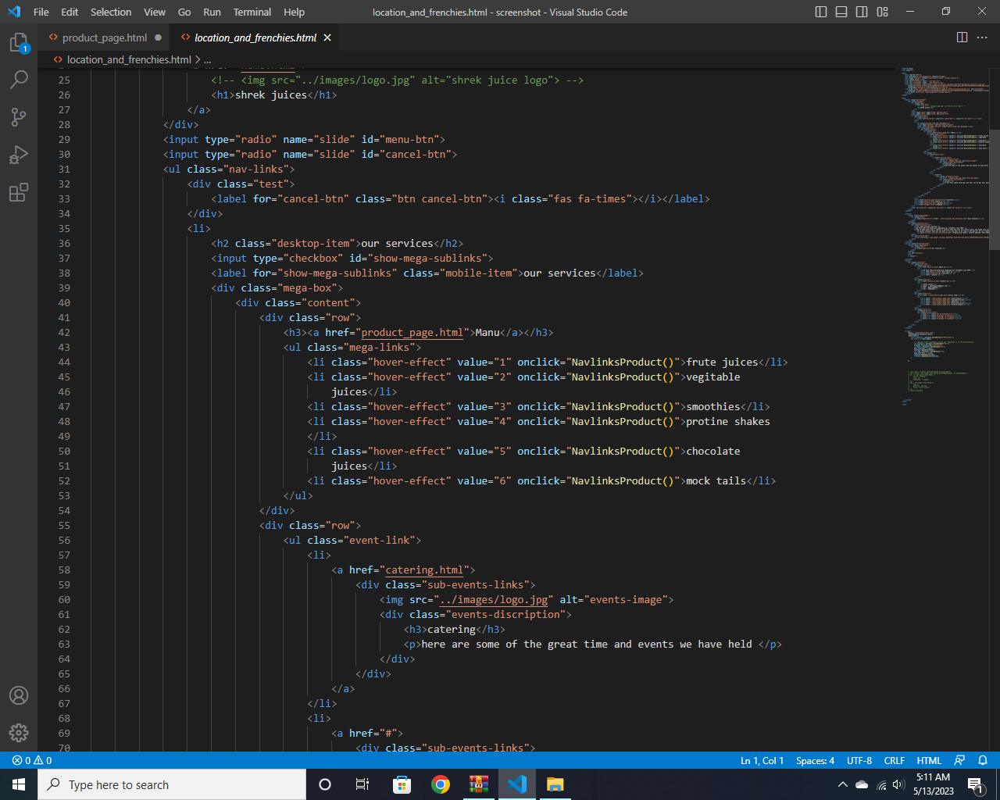 File Edit Selection View Go Run Terminal Help location_and_frenchies.html - screenshot - Visual Studio Code
<> product_page.html ● <> location_and_frenchies.html ×
<> location_and_frenchies.html > ...
25 <!-- <img src="../images/logo.jpg" alt="shrek juice logo"> -->
26 <h1>shrek juices</h1>
27 </a>
28 </div>
29 <input type="radio" name="slide" id="menu-btn">
30 <input type="radio" name="slide" id="cancel-btn">
31 <ul class="nav-links">
32 <div class="test">
33 <label for="cancel-btn" class="btn cancel-btn"><i class="fas fa-times"></i></label>
34 </div>
35 <li>
36 <h2 class="desktop-item">our services</h2>
37 <input type="checkbox" id="show-mega-sublinks">
38 <label for="show-mega-sublinks" class="mobile-item">our services</label>
39 <div class="mega-box">
40 <div class="content">
41 <div class="row">
42 <h3><a href="product_page.html">Manu</a></h3>
43 <ul class="mega-links">
44 <li class="hover-effect" value="1" onclick="NavlinksProduct()">frute juices</li>
45 <li class="hover-effect" value="2" onclick="NavlinksProduct()">vegitable
46 juices</li>
47 <li class="hover-effect" value="3" onclick="NavlinksProduct()">smoothies</li>
48 <li class="hover-effect" value="4" onclick="NavlinksProduct()">protine shakes
49 </li>
50 <li class="hover-effect" value="5" onclick="NavlinksProduct()">chocolate
51 juices</li>
52 <li class="hover-effect" value="6" onclick="NavlinksProduct()">mock tails</li>
53 </ul>
54 </div>
55 <div class="row">
56 <ul class="event-link">
57 <li>
58 <a href="catering.html">
59 <div class="sub-events-links">
60 <img src="../images/logo.jpg" alt="events-image">
61 <div class="events-discription">
62 <h3>catering</h3>
63 <p>here are some of the great time and events we have held </p>
64 </div>
65 </div>
66 </a>
67 </li>
68 <li>
69 <a href="#">
70 <div class="sub-events-links">
1
0 0 Ln 1, Col 1 Spaces: 4 UTF-8 CRLF HTML
Type here to search
5:11 AM
5/13/2023
1